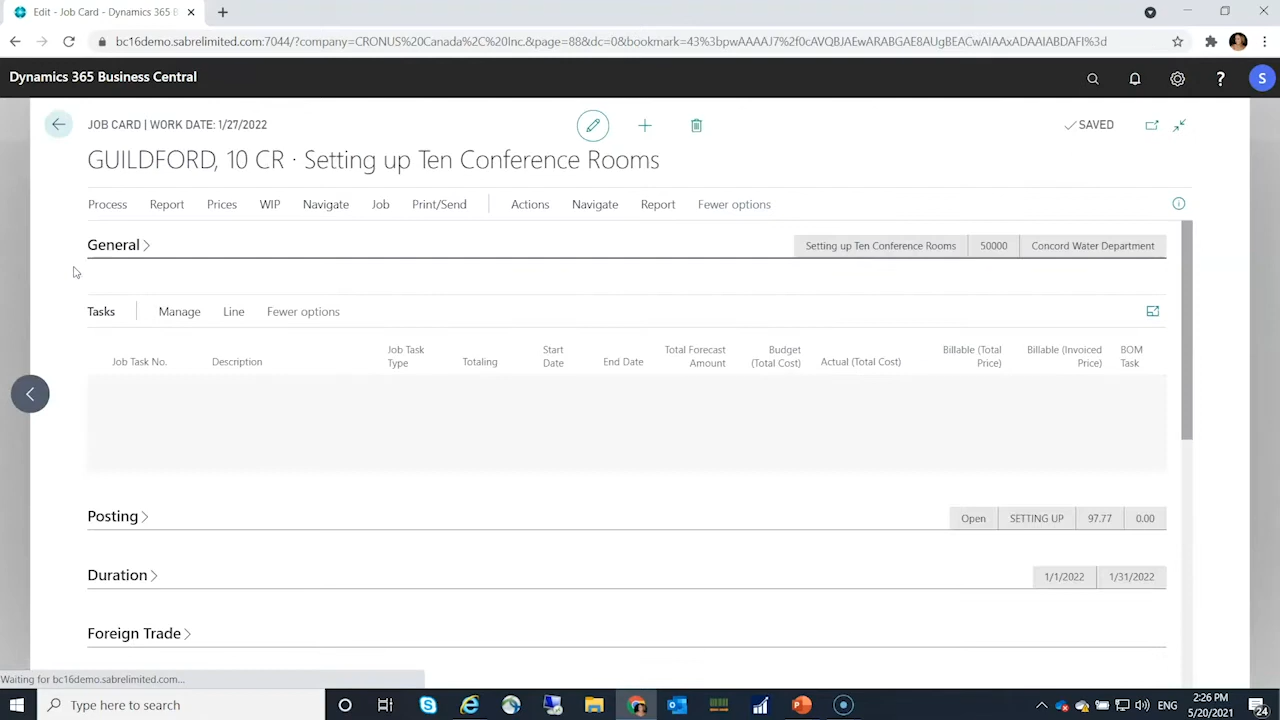 Edit - Job Card - Dynamics 365 B
bc16demo.sabrelimited.com:7044/?company=CRONUS%20Canada%2C%20Inc.&page=88&dc=0&bookmark=43%3bpwAAAAJ7%2f0cAVQBJAEwARABGAE8AUgBEACwAIAAxADAAIABDAFI%3d
Dynamics 365 Business Central
S
JOB CARD | WORK DATE: 1/27/2022
SAVED
GUILDFORD, 10 CR · Setting up Ten Conference Rooms
Process Report Prices WIP Navigate Job Print/Send Actions Navigate Report Fewer options
General Setting up Ten Conference Rooms 50000 Concord Water Department
Tasks Manage Line Fewer options
Job Task No. Description Job Task Type Totaling Start Date End Date Total Forecast Amount Budget (Total Cost) Actual (Total Cost) Billable (Total Price) Billable (Invoiced Price) BOM Task
Posting Open SETTING UP 97.77 0.00
Duration 1/1/2022 1/31/2022
Foreign Trade
Waiting for bc16demo.sabrelimited.com...
Type here to search
ENG
2:26 PM
5/20/2021
24